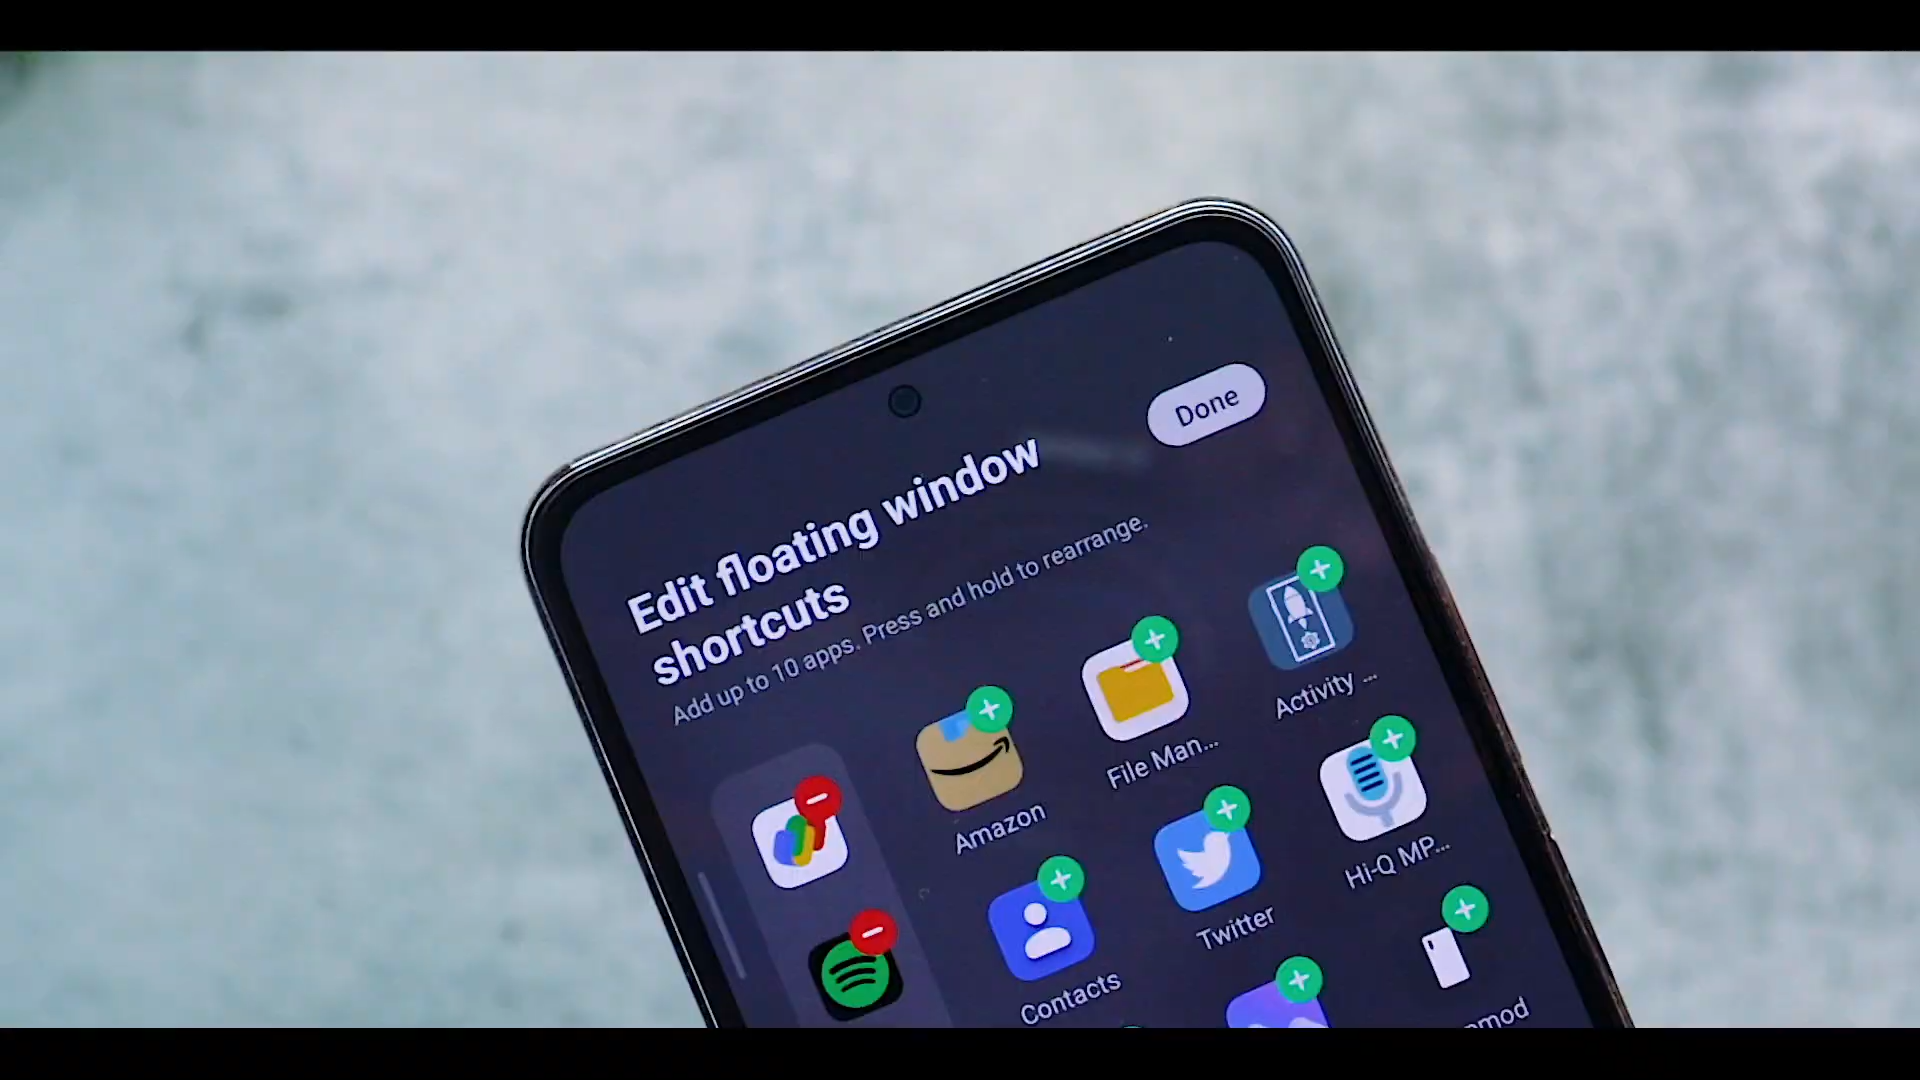 Done
Edit floating window
shortcuts
Add up to 10 apps. Press and hold to rearrange.
Activity ...
File Man...
Amazon
Hi-Q MP...
Twitter
Contacts